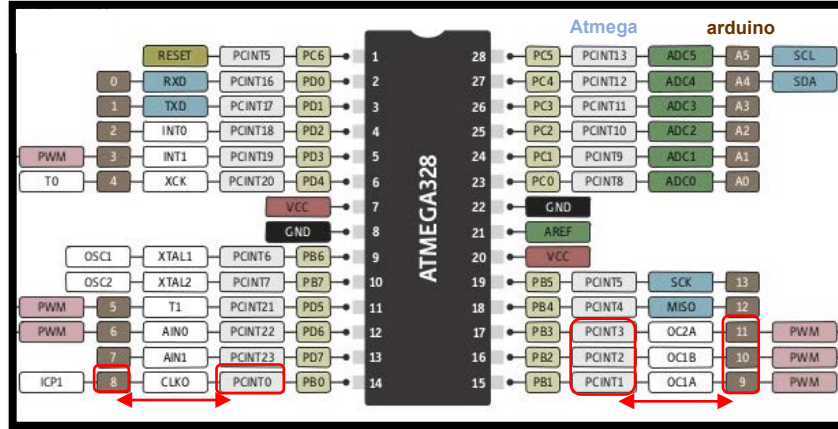 Atmega arduino
RESET PCINT5 PC6 1 28 PC5 PCINT13 ADC5 A5 SCL
0 RXD PCINT16 PD0 2 27 PC4 PCINT12 ADC4 A4 SDA
1 TXD PCINT17 PD1 3 26 PC3 PCINT11 ADC3 A3
2 INT0 PCINT18 PD2 4 25 PC2 PCINT10 ADC2 A2
PWM 3 INT1 PCINT19 PD3 5 24 PC1 PCINT9 ADC1 A1
T0 4 XCK PCINT20 PD4 6 23 PC0 PCINT8 ADC0 A0
VCC 7 22 GND
GND 8 21 AREF
OSC1 XTAL1 PCINT6 PB6 9 20 VCC
OSC2 XTAL2 PCINT7 PB7 10 19 PB5 PCINT5 SCK 13
PWM 5 T1 PCINT21 PD5 11 18 PB4 PCINT4 MISO 12
PWM 6 AIN0 PCINT22 PD6 12 17 PB3 PCINT3 OC2A 11 PWM
7 AIN1 PCINT23 PD7 13 16 PB2 PCINT2 OC1B 10 PWM
ICP1 8 CLKO PCINT0 PB0 14 15 PB1 PCINT1 OC1A 9 PWM
ATMEGA328